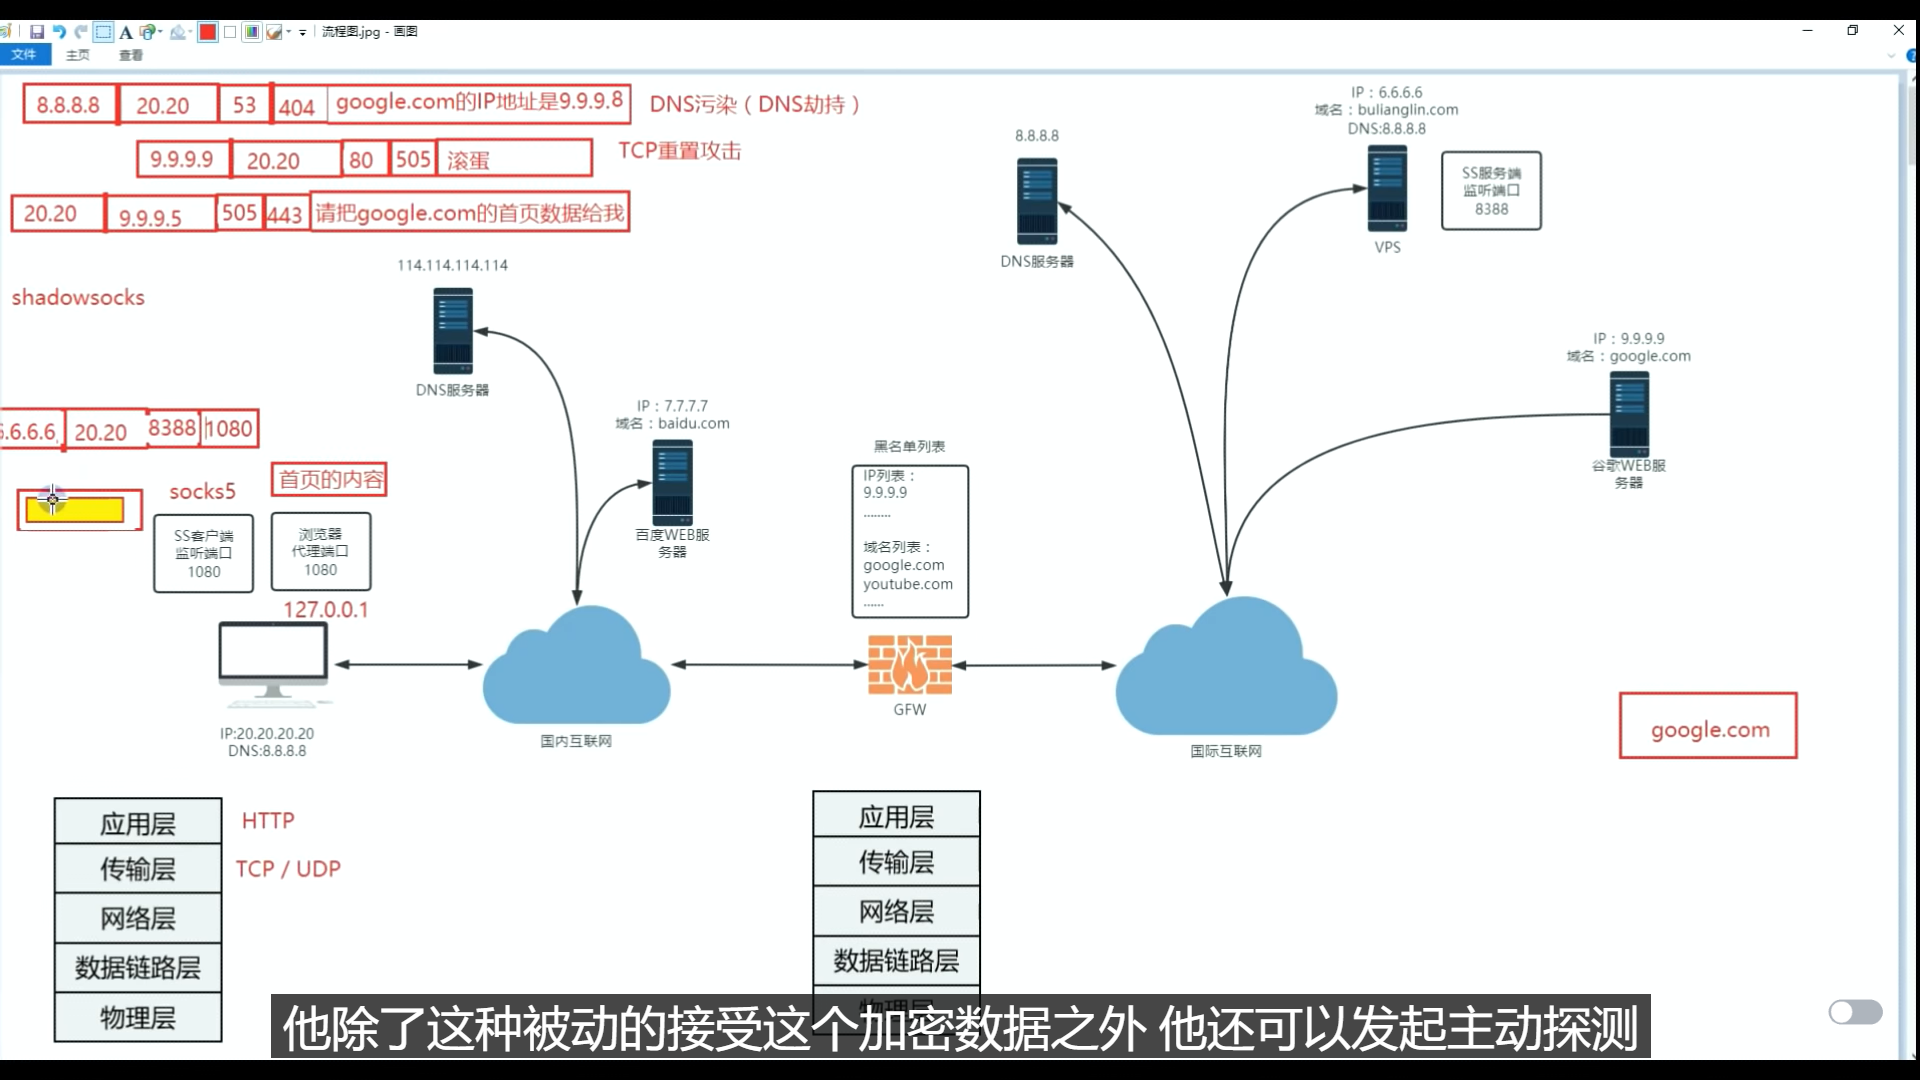 流程图.jpg - 画图
文件 主页 查看
8.8.8.8 20.20 53 404 google.com的IP地址是9.9.9.8 DNS污染（DNS劫持）
9.9.9.9 20.20 80 505 滚蛋 TCP重置攻击
20.20 9.9.9.5 505 443 请把google.com的首页数据给我
shadowsocks
114.114.114.114
DNS服务器
8.8.8.8
DNS服务器
IP：6.6.6.6
域名：bulianglin.com
DNS:8.8.8.8
VPS
SS服务端
监听端口
8388
IP：9.9.9.9
域名：google.com
谷歌WEB服
务器
IP：7.7.7.7
域名：baidu.com
百度WEB服
务器
6.6.6.6 20.20 8388 1080
socks5
首页的内容
SS客户端
监听端口
1080
浏览器
代理端口
1080
127.0.0.1
IP:20.20.20.20
DNS:8.8.8.8
国内互联网
黑名单列表
IP列表：
9.9.9.9
........
域名列表：
google.com
youtube.com
......
GFW
国际互联网
google.com
应用层 HTTP
传输层 TCP / UDP
网络层
数据链路层
物理层
应用层
传输层
网络层
数据链路层
物理层
他除了这种被动的接受这个加密数据之外 他还可以发起主动探测